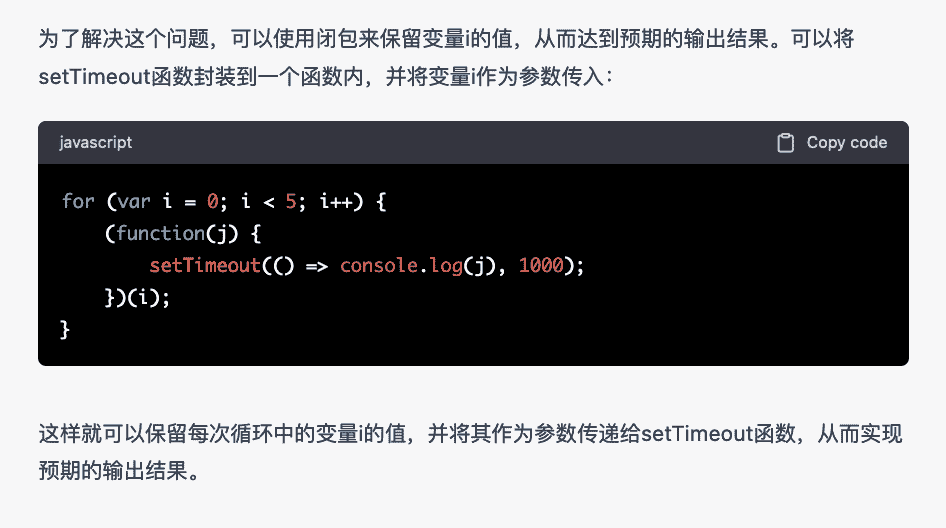 为了解决这个问题，可以使用闭包来保留变量i的值，从而达到预期的输出结果。可以将
setTimeout函数封装到一个函数内，并将变量i作为参数传入：
javascript Copy code
for (var i = 0; i < 5; i++) {
    (function(j) {
        setTimeout(() => console.log(j), 1000);
    })(i);
}
这样就可以保留每次循环中的变量i的值，并将其作为参数传递给setTimeout函数，从而实现
预期的输出结果。